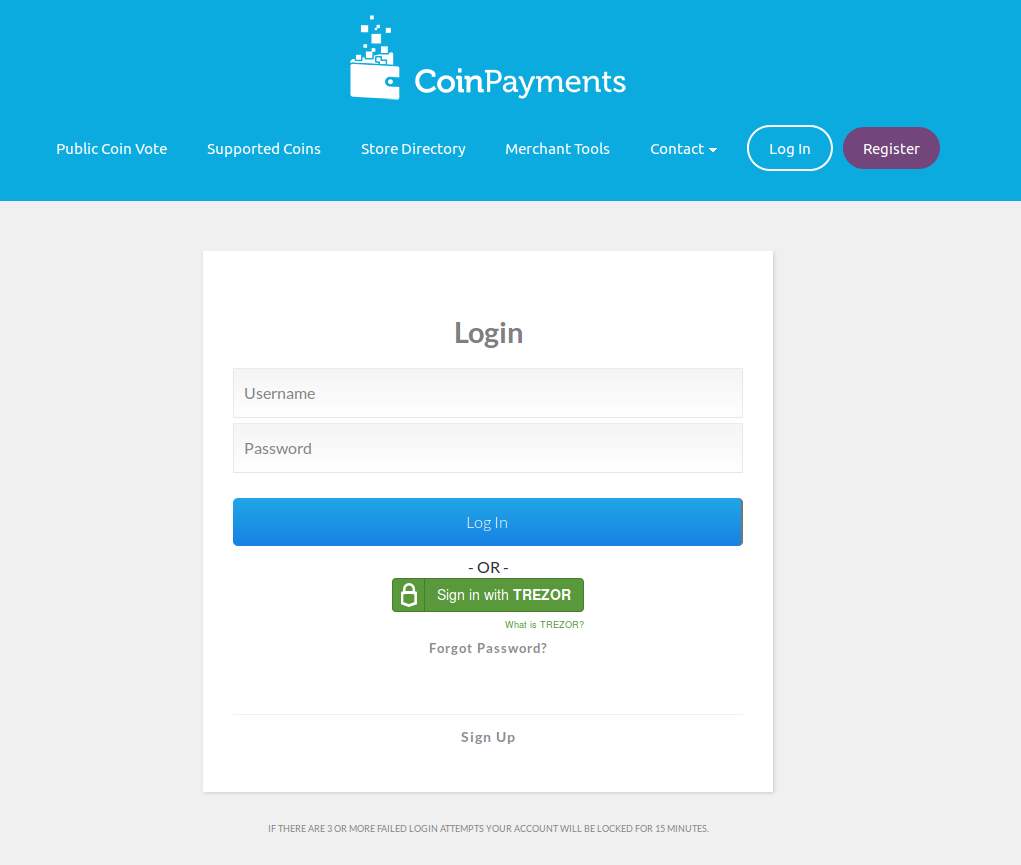 CoinPayments
Public Coin Vote Supported Coins Store Directory Merchant Tools Contact Log In Register
Login
Username
Password
Log In
- OR -
Sign in with TREZOR
What is TREZOR?
Forgot Password?
Sign Up
IF THERE ARE 3 OR MORE FAILED LOGIN ATTEMPTS YOUR ACCOUNT WILL BE LOCKED FOR 15 MINUTES.